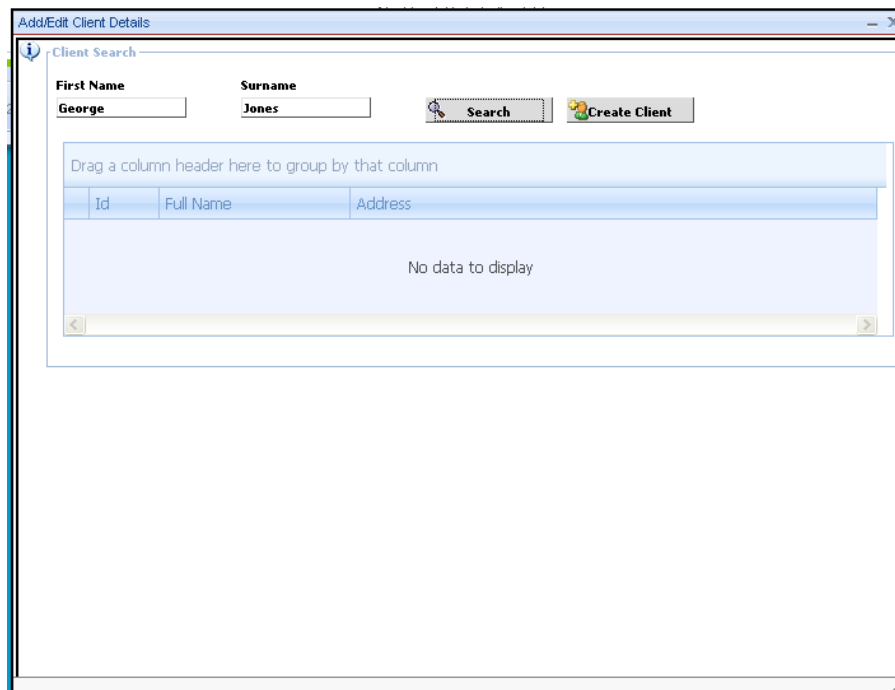 Add/Edit Client Details
Client Search
First Name Surname
George Jones Search Create Client
Drag a column header here to group by that column
Id Full Name Address
No data to display